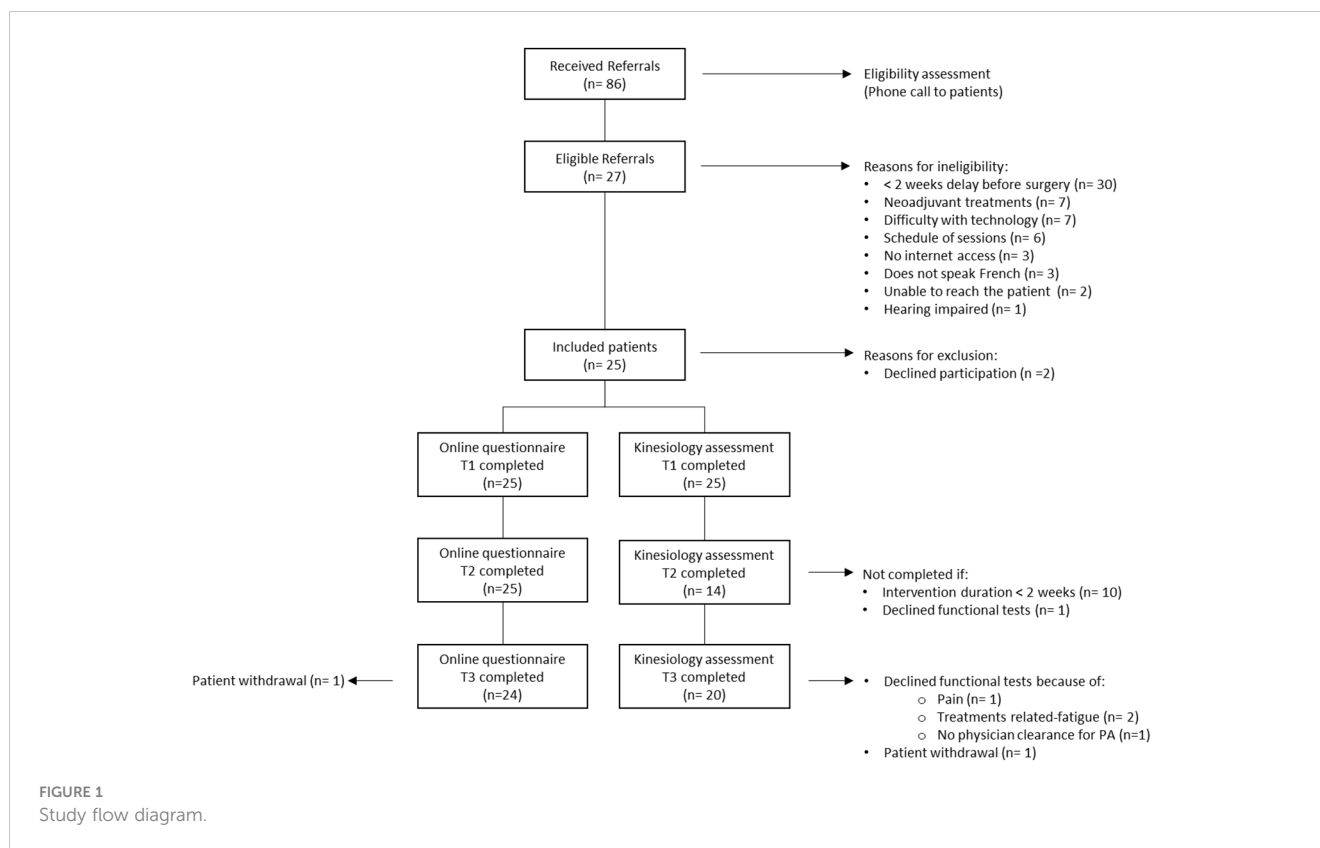 Received Referrals
(n= 86)
Eligibility assessment
(Phone call to patients)
Eligible Referrals
(n= 27)
Reasons for ineligibility:
• < 2 weeks delay before surgery (n= 30)
• Neoadjuvant treatments (n= 7)
• Difficulty with technology (n= 7)
• Schedule of sessions (n= 6)
• No internet access (n= 3)
• Does not speak French (n= 3)
• Unable to reach the patient (n= 2)
• Hearing impaired (n= 1)
Included patients
(n= 25)
Reasons for exclusion:
• Declined participation (n =2)
Online questionnaire
T1 completed
(n=25)
Kinesiology assessment
T1 completed
(n= 25)
Online questionnaire
T2 completed
(n=25)
Kinesiology assessment
T2 completed
(n= 14)
Not completed if:
• Intervention duration < 2 weeks (n= 10)
• Declined functional tests (n= 1)
Patient withdrawal (n= 1)
Online questionnaire
T3 completed
(n=24)
Kinesiology assessment
T3 completed
(n= 20)
• Declined functional tests because of:
o Pain (n= 1)
o Treatments related-fatigue (n= 2)
o No physician clearance for PA (n=1)
• Patient withdrawal (n= 1)
FIGURE 1
Study flow diagram.